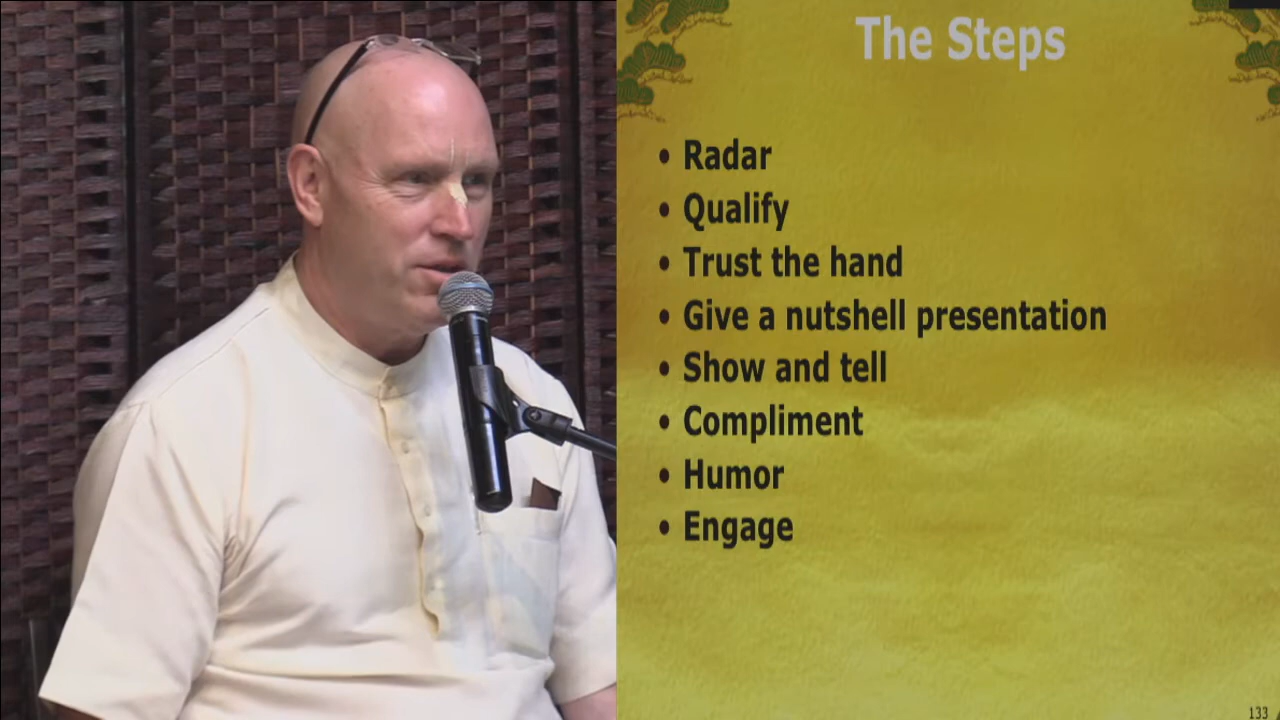 The Steps
• Radar
• Qualify
• Trust the hand
• Give a nutshell presentation
• Show and tell
• Compliment
• Humor
• Engage
133